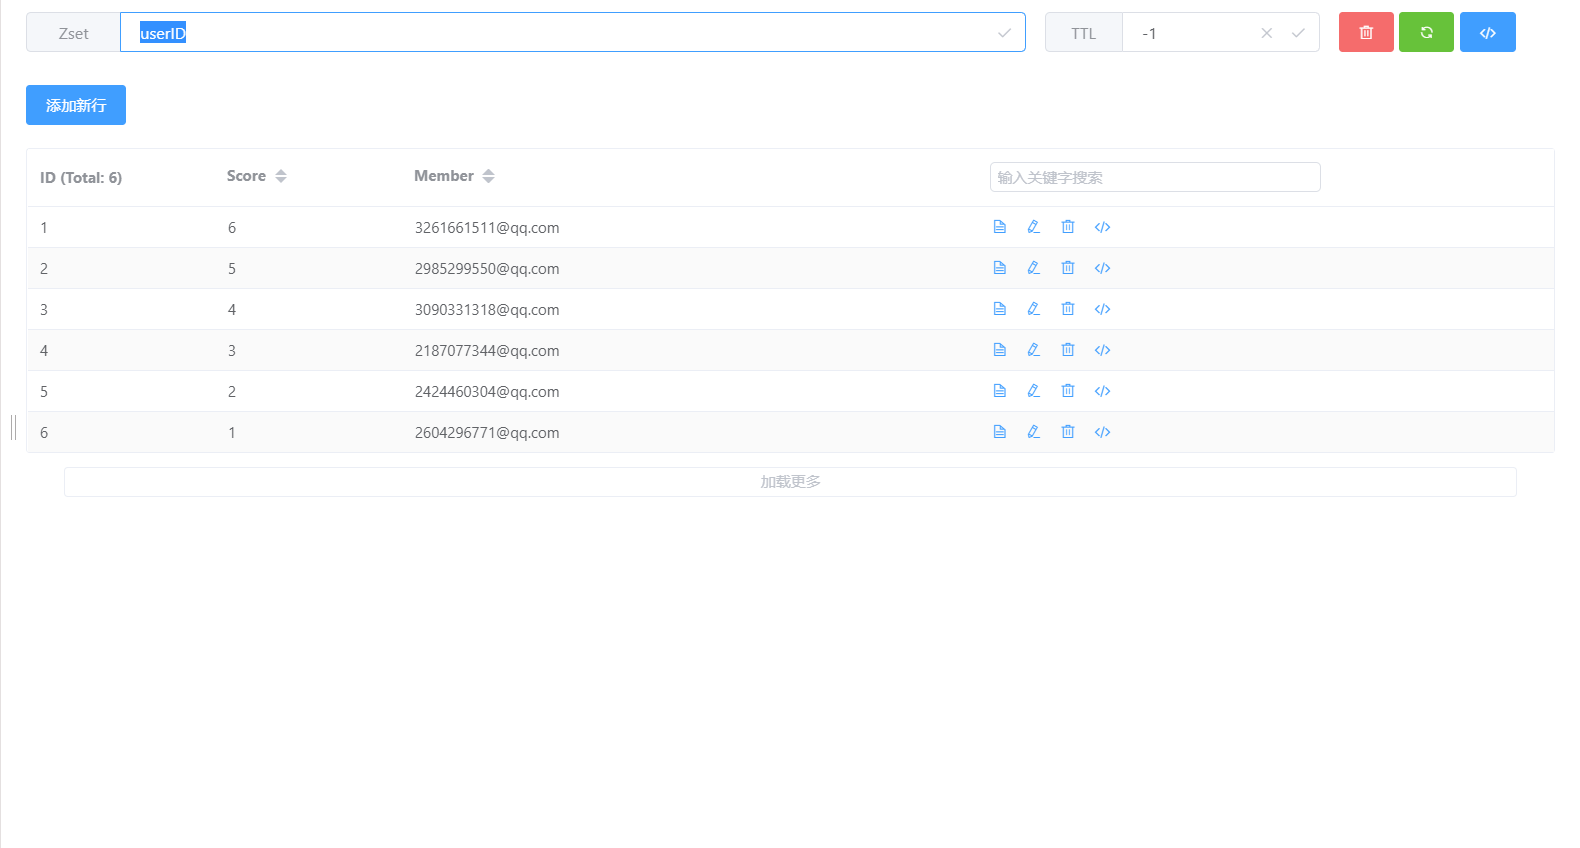 Zset userID TTL -1
添加新行
ID (Total: 6) Score Member 输入关键字搜索
1 6 3261661511@qq.com
2 5 2985299550@qq.com
3 4 3090331318@qq.com
4 3 2187077344@qq.com
5 2 2424460304@qq.com
6 1 2604296771@qq.com
加载更多